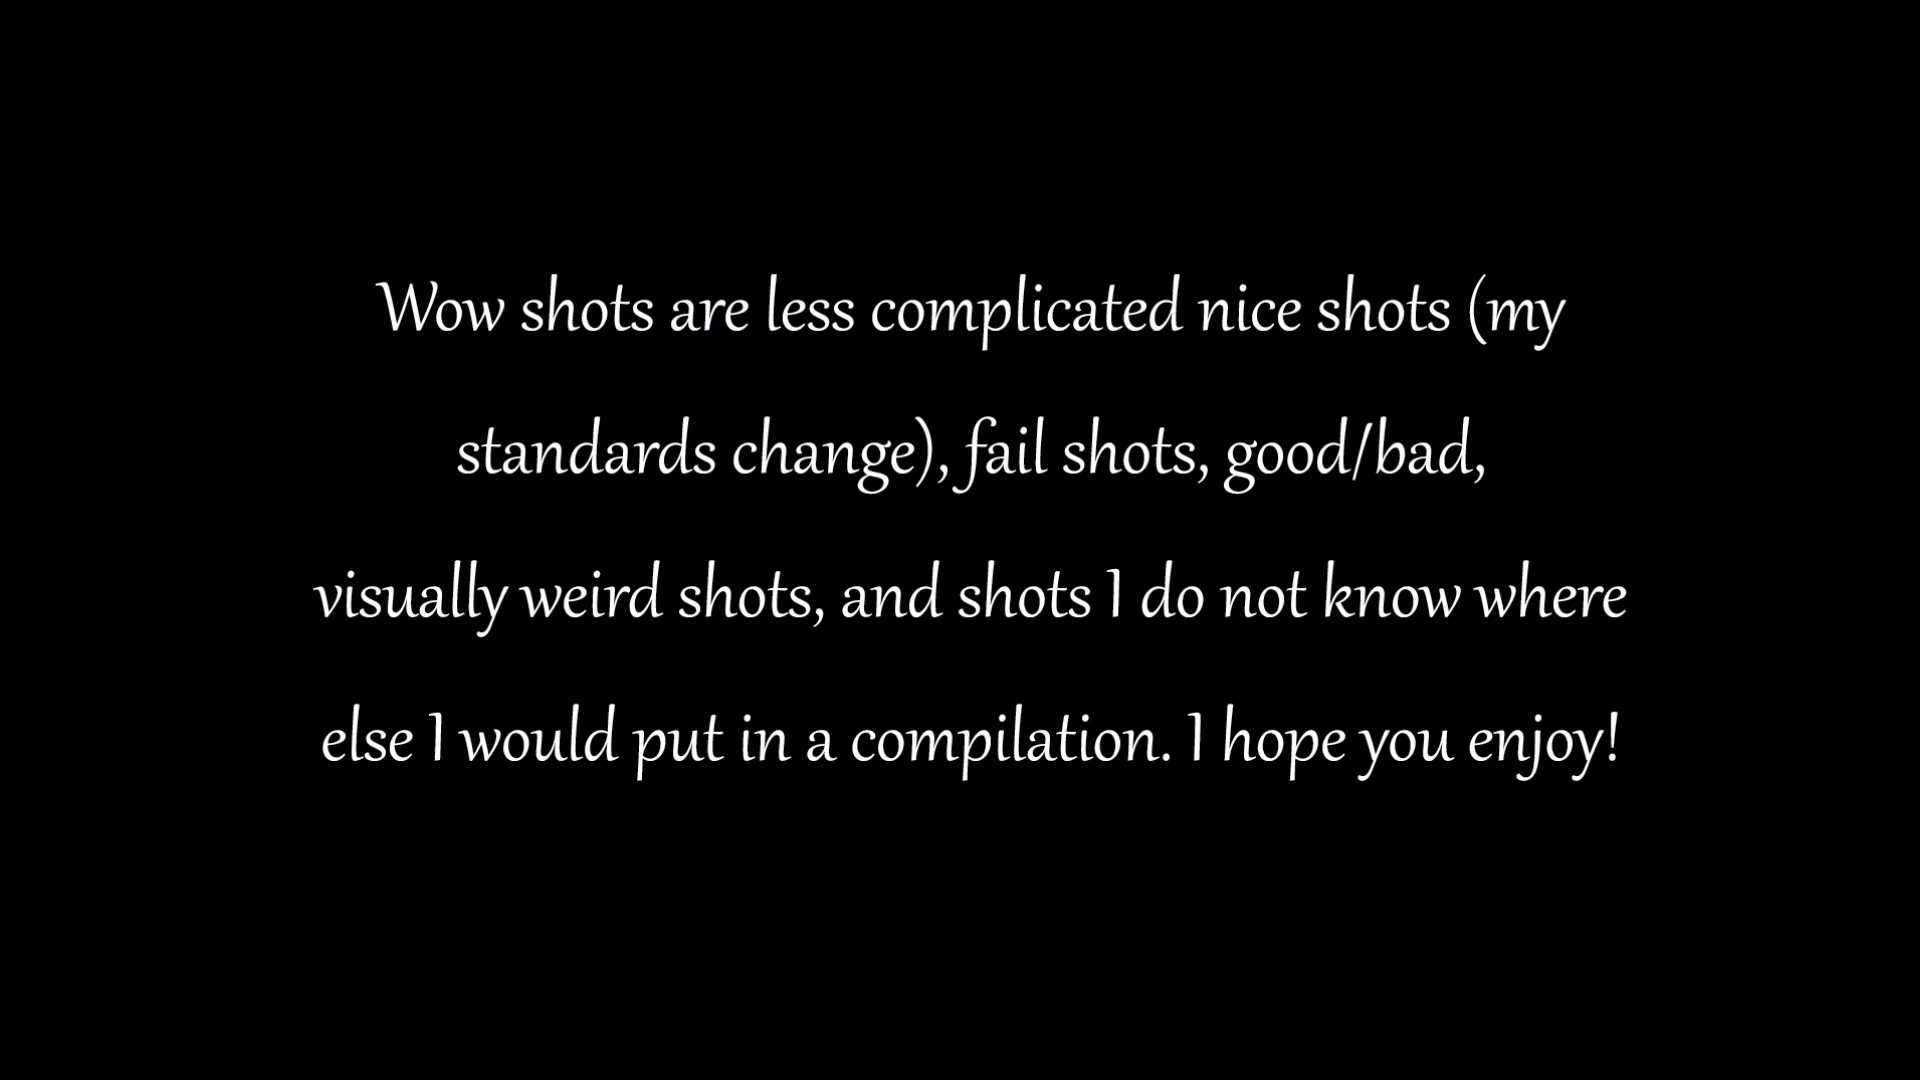 Wow shots are less complicated nice shots (my
standards change), fail shots, good/bad,
visually weird shots, and shots I do not know where
else I would put in a compilation. I hope you enjoy!